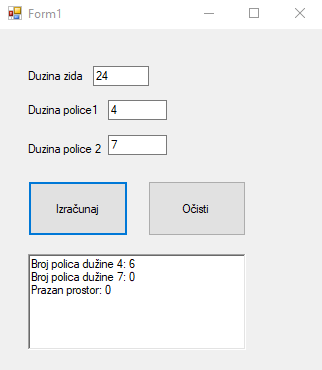 Form1
Duzina zida 24
Duzina police1 4
Duzina police 2 7
Izračunaj Očisti
Broj polica dužine 4: 6
Broj polica dužine 7: 0
Prazan prostor: 0